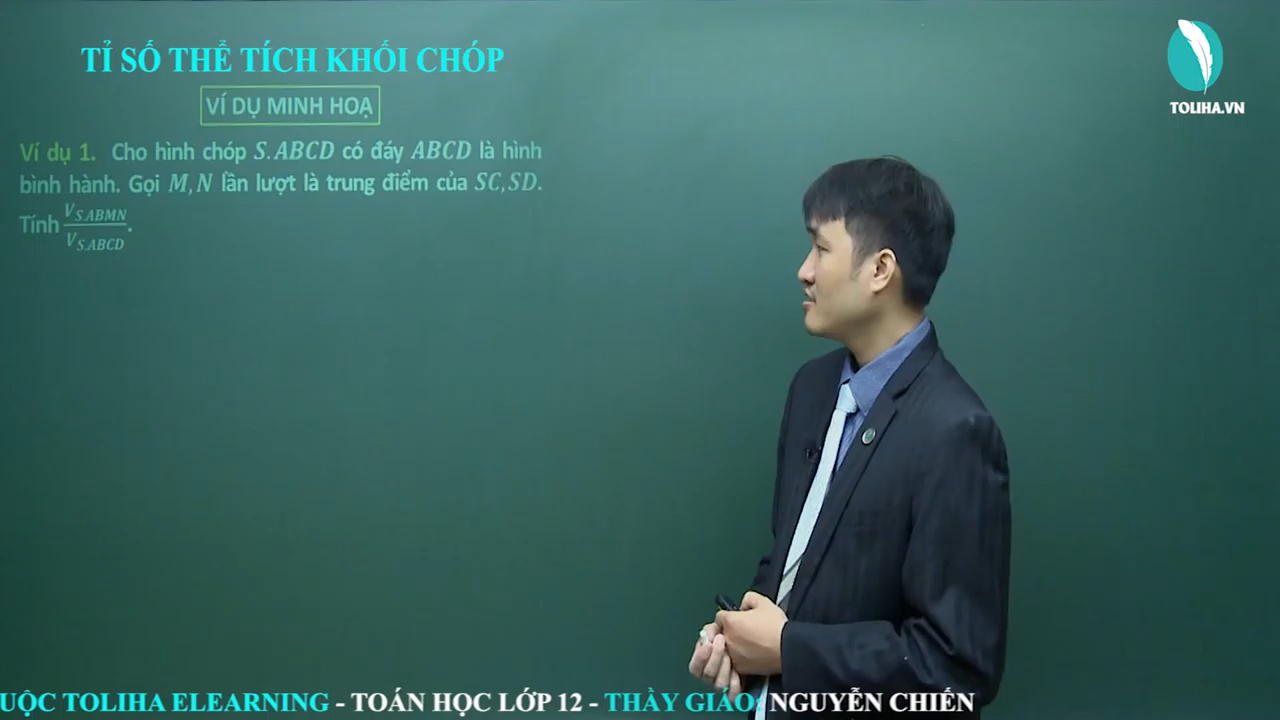 TỈ SỐ THỂ TÍCH KHỐI CHÓP
TOLIHA.VN
VÍ DỤ MINH HOẠ
Ví dụ 1. Cho hình chóp S.ABCD có đáy ABCD là hình
bình hành. Gọi M, N lần lượt là trung điểm của SC, SD.
Tính V_{S.ABMN}/V_{S.ABCD}.
UỘC TOLIHA ELEARNING - TOÁN HỌC LỚP 12 - THẦY GIÁO: NGUYỄN CHIẾN